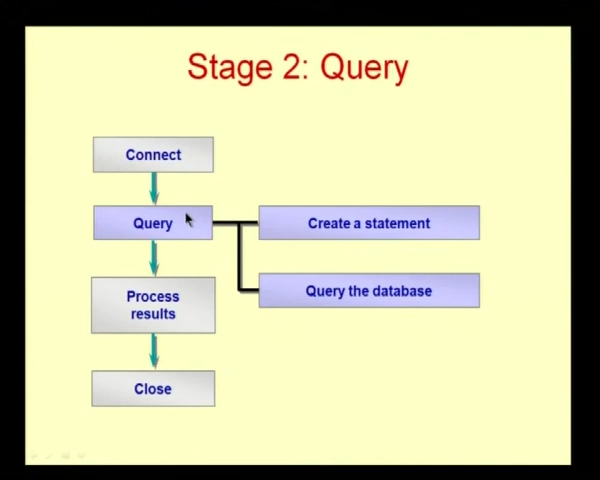 Stage 2: Query
Connect
Query
Create a statement
Query the database
Process
results
Close